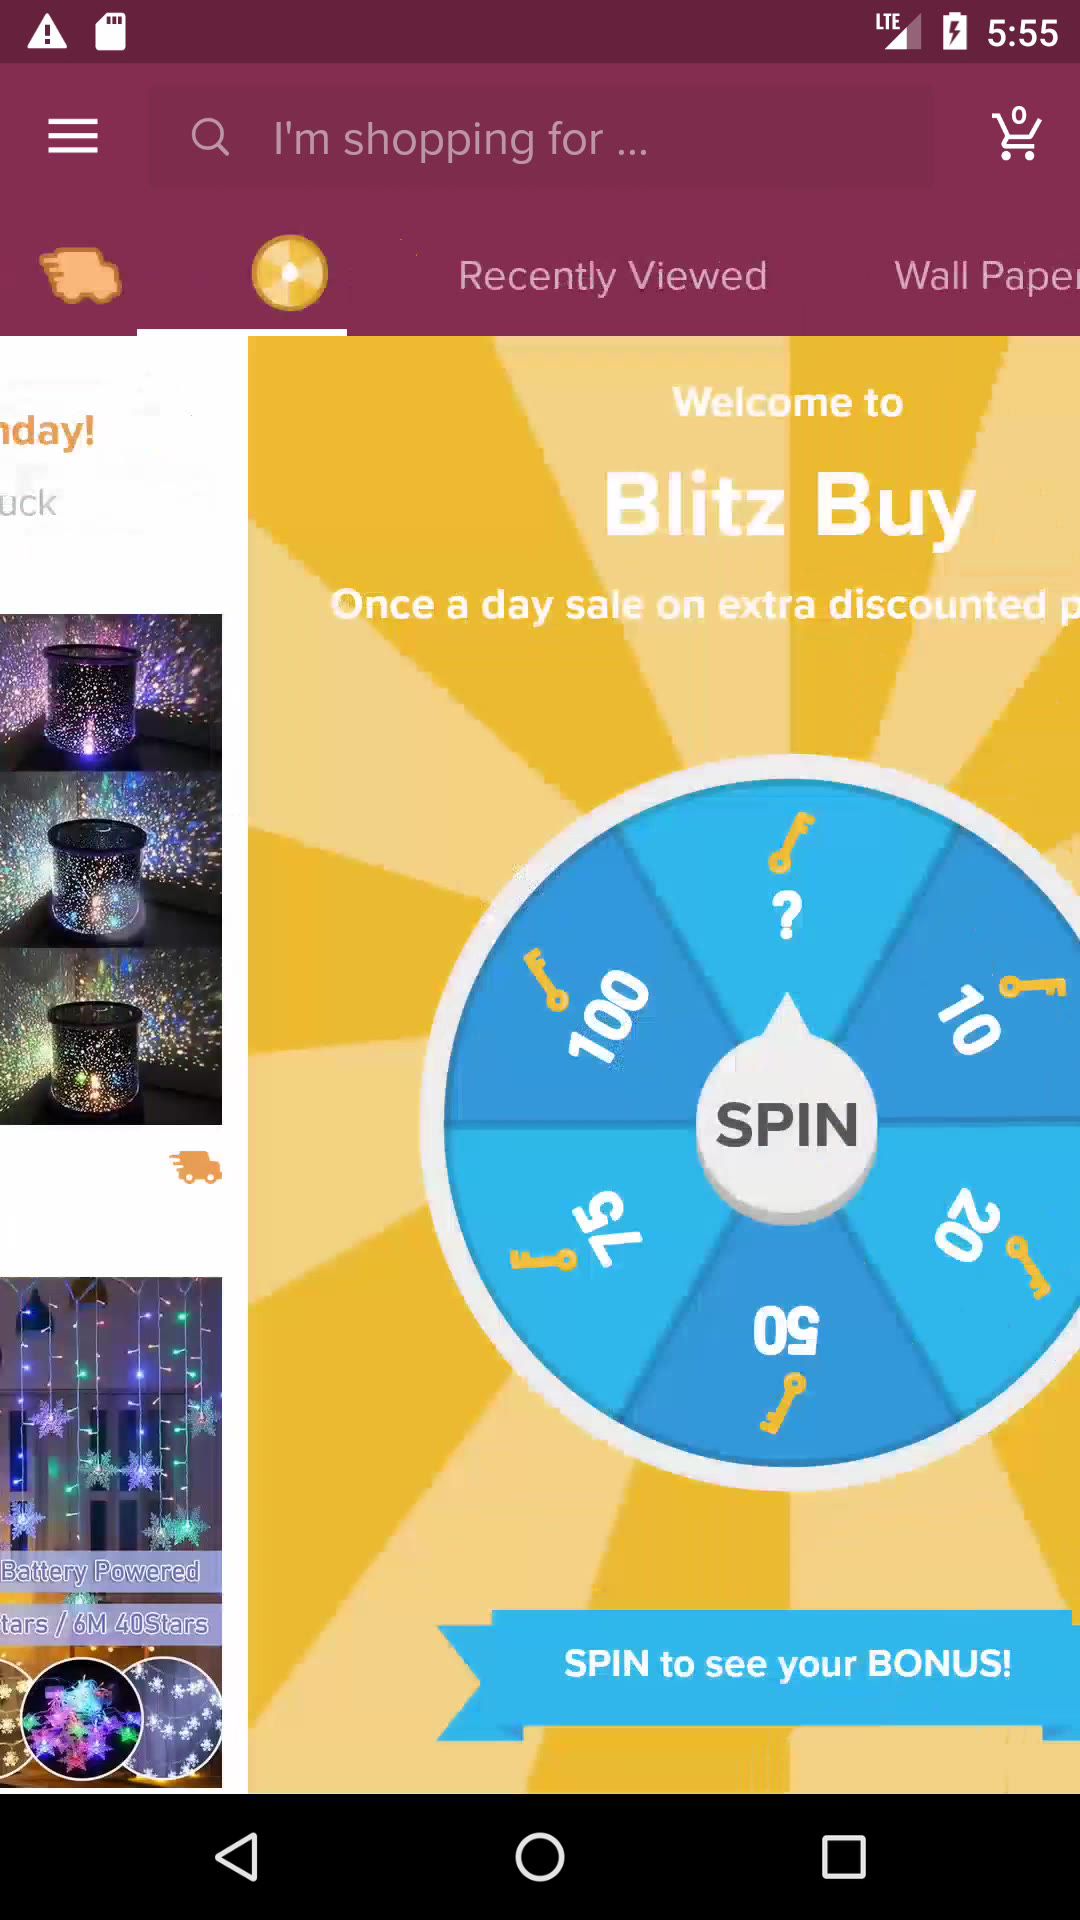 LTE
5:55
I'm shopping for ...
0
Recently Viewed
Wall Paper
nday!
uck
Welcome to
Blitz Buy
Once a day sale on extra discounted p
?
100
10
SPIN
75
20
50
Battery Powered
tars / 6M 40Stars
SPIN to see your BONUS!